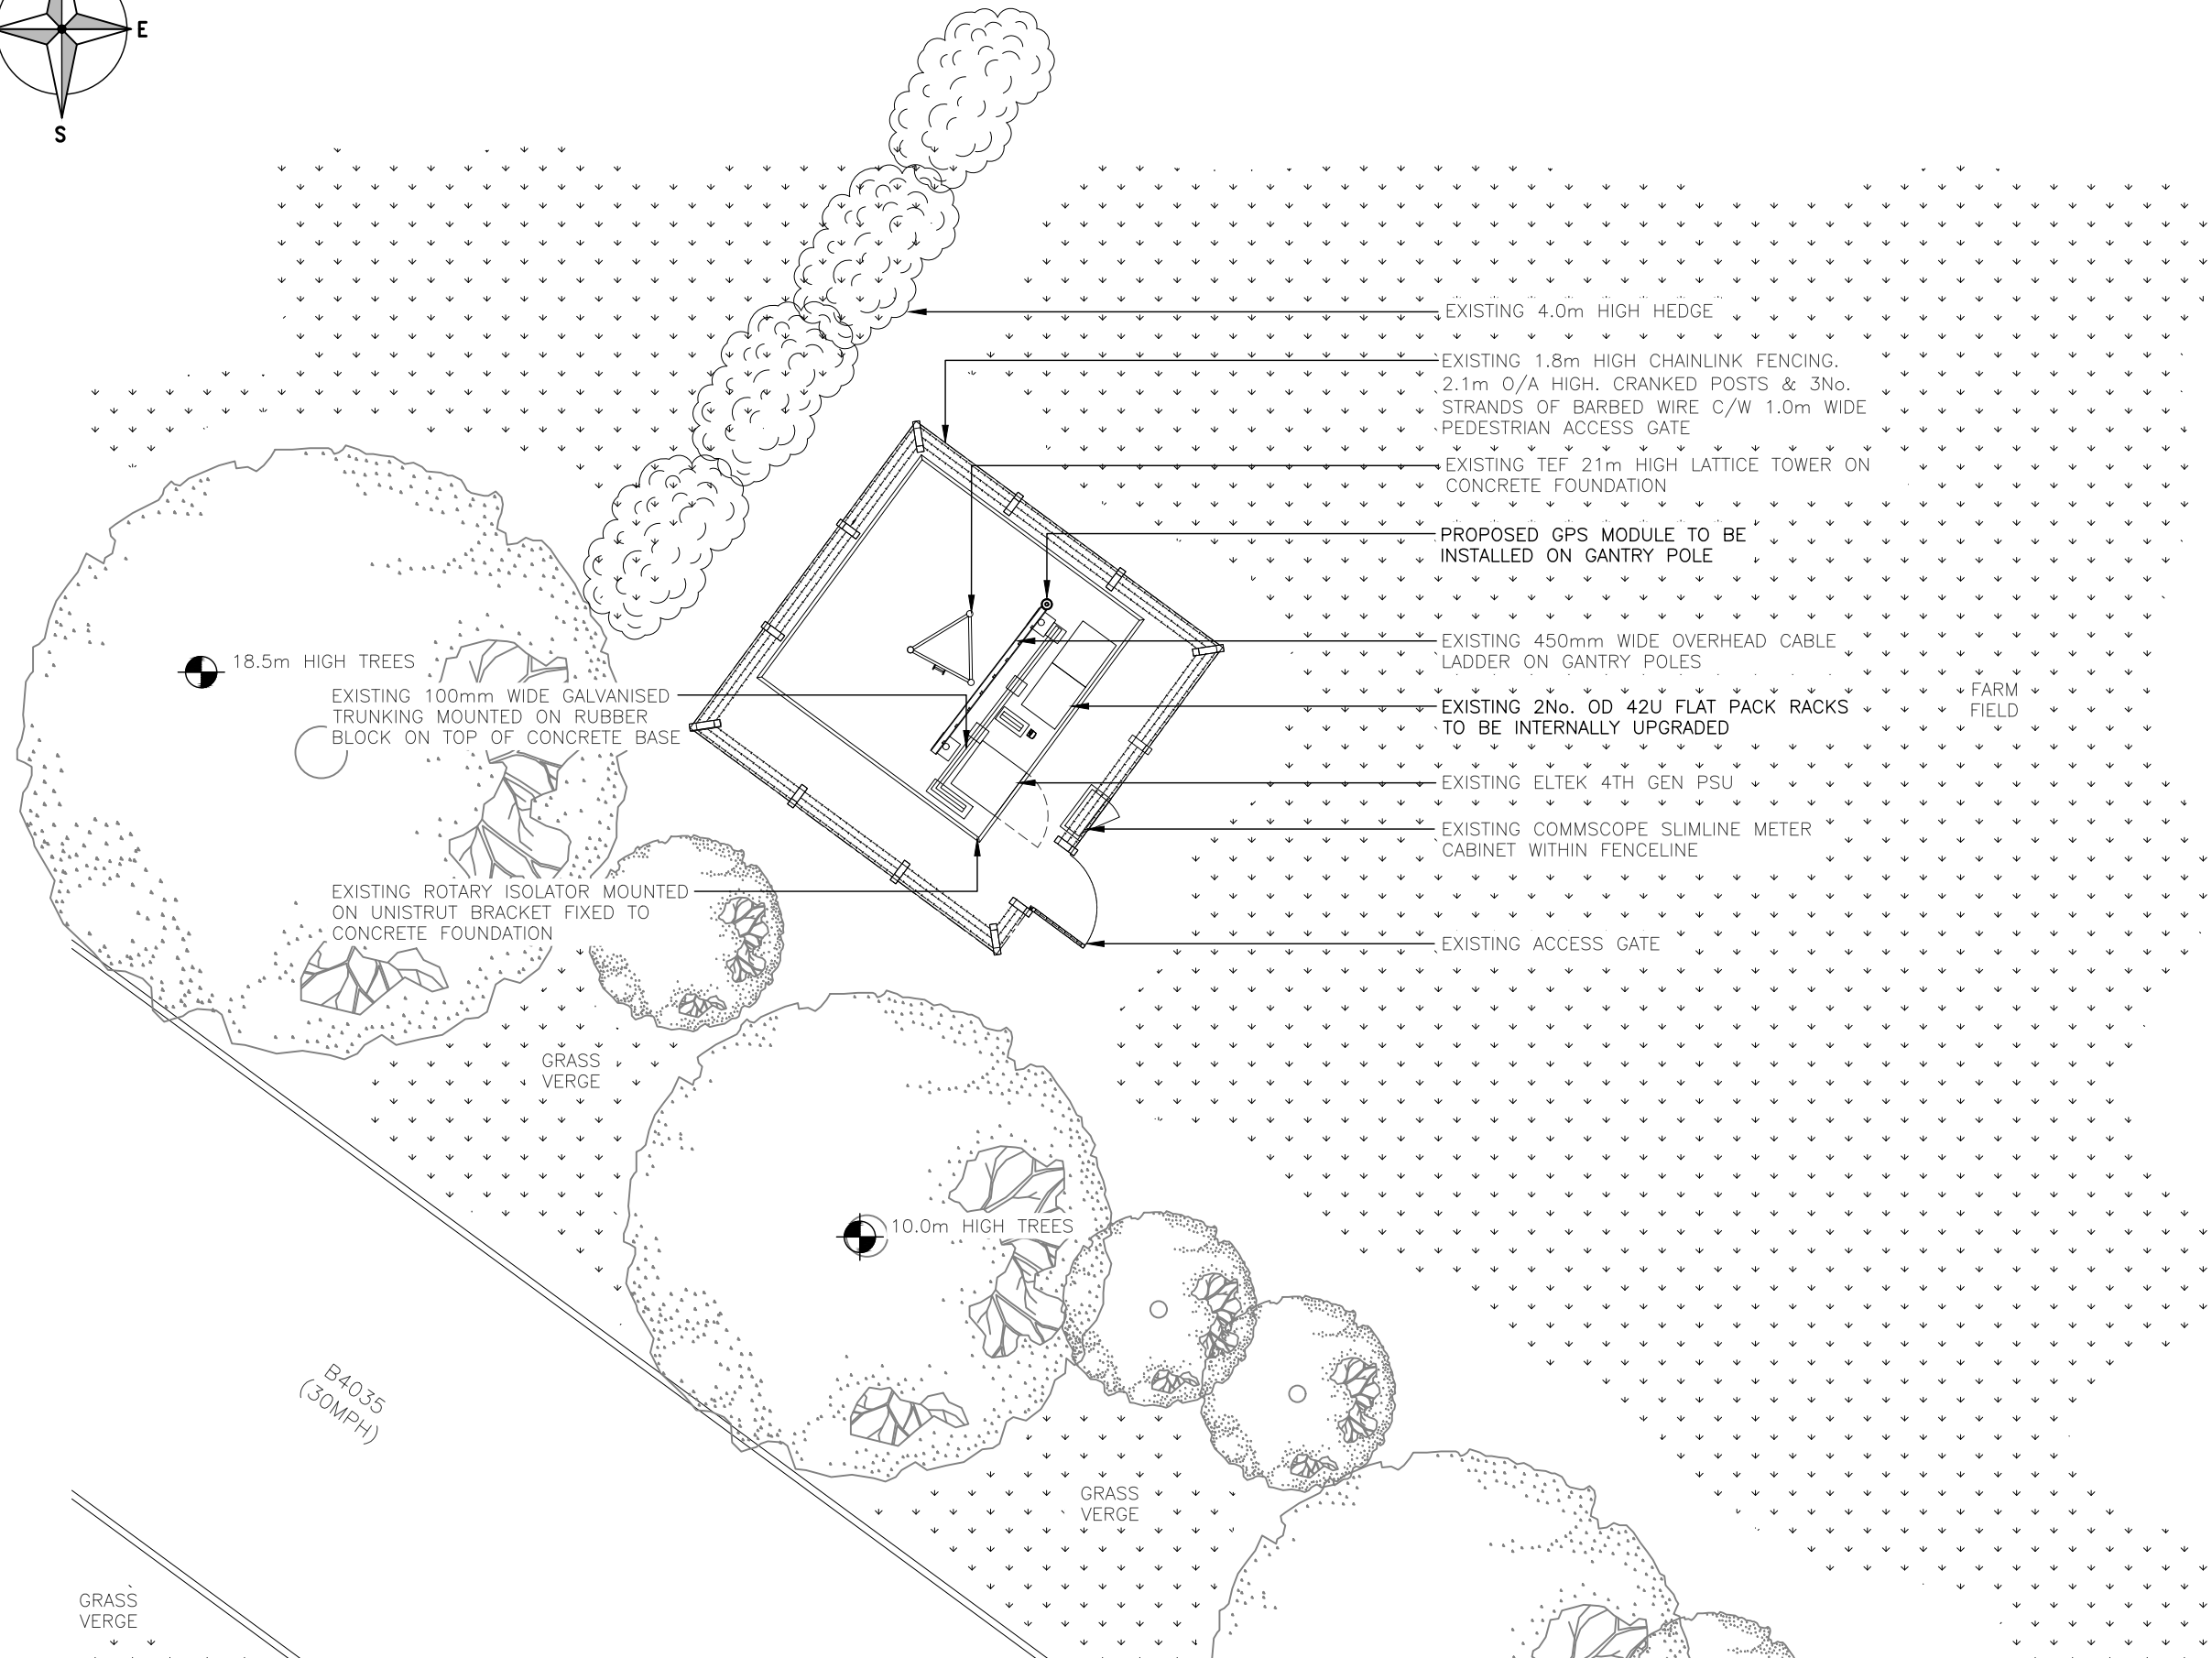 E
S
EXISTING 4.0m HIGH HEDGE
EXISTING 1.8m HIGH CHAINLINK FENCING.
2.1m O/A HIGH. CRANKED POSTS & 3No.
STRANDS OF BARBED WIRE C/W 1.0m WIDE
PEDESTRIAN ACCESS GATE
EXISTING TEF 21m HIGH LATTICE TOWER ON
CONCRETE FOUNDATION
PROPOSED GPS MODULE TO BE
INSTALLED ON GANTRY POLE
EXISTING 450mm WIDE OVERHEAD CABLE
LADDER ON GANTRY POLES
EXISTING 2No. OD 42U FLAT PACK RACKS
TO BE INTERNALLY UPGRADED
FARM
FIELD
EXISTING ELTEK 4TH GEN PSU
EXISTING COMMSCOPE SLIMLINE METER
CABINET WITHIN FENCELINE
EXISTING ACCESS GATE
18.5m HIGH TREES
EXISTING 100mm WIDE GALVANISED
TRUNKING MOUNTED ON RUBBER
BLOCK ON TOP OF CONCRETE BASE
EXISTING ROTARY ISOLATOR MOUNTED
ON UNISTRUT BRACKET FIXED TO
CONCRETE FOUNDATION
GRASS
VERGE
10.0m HIGH TREES
B4035
(30MPH)
GRASS
VERGE
GRASS
VERGE